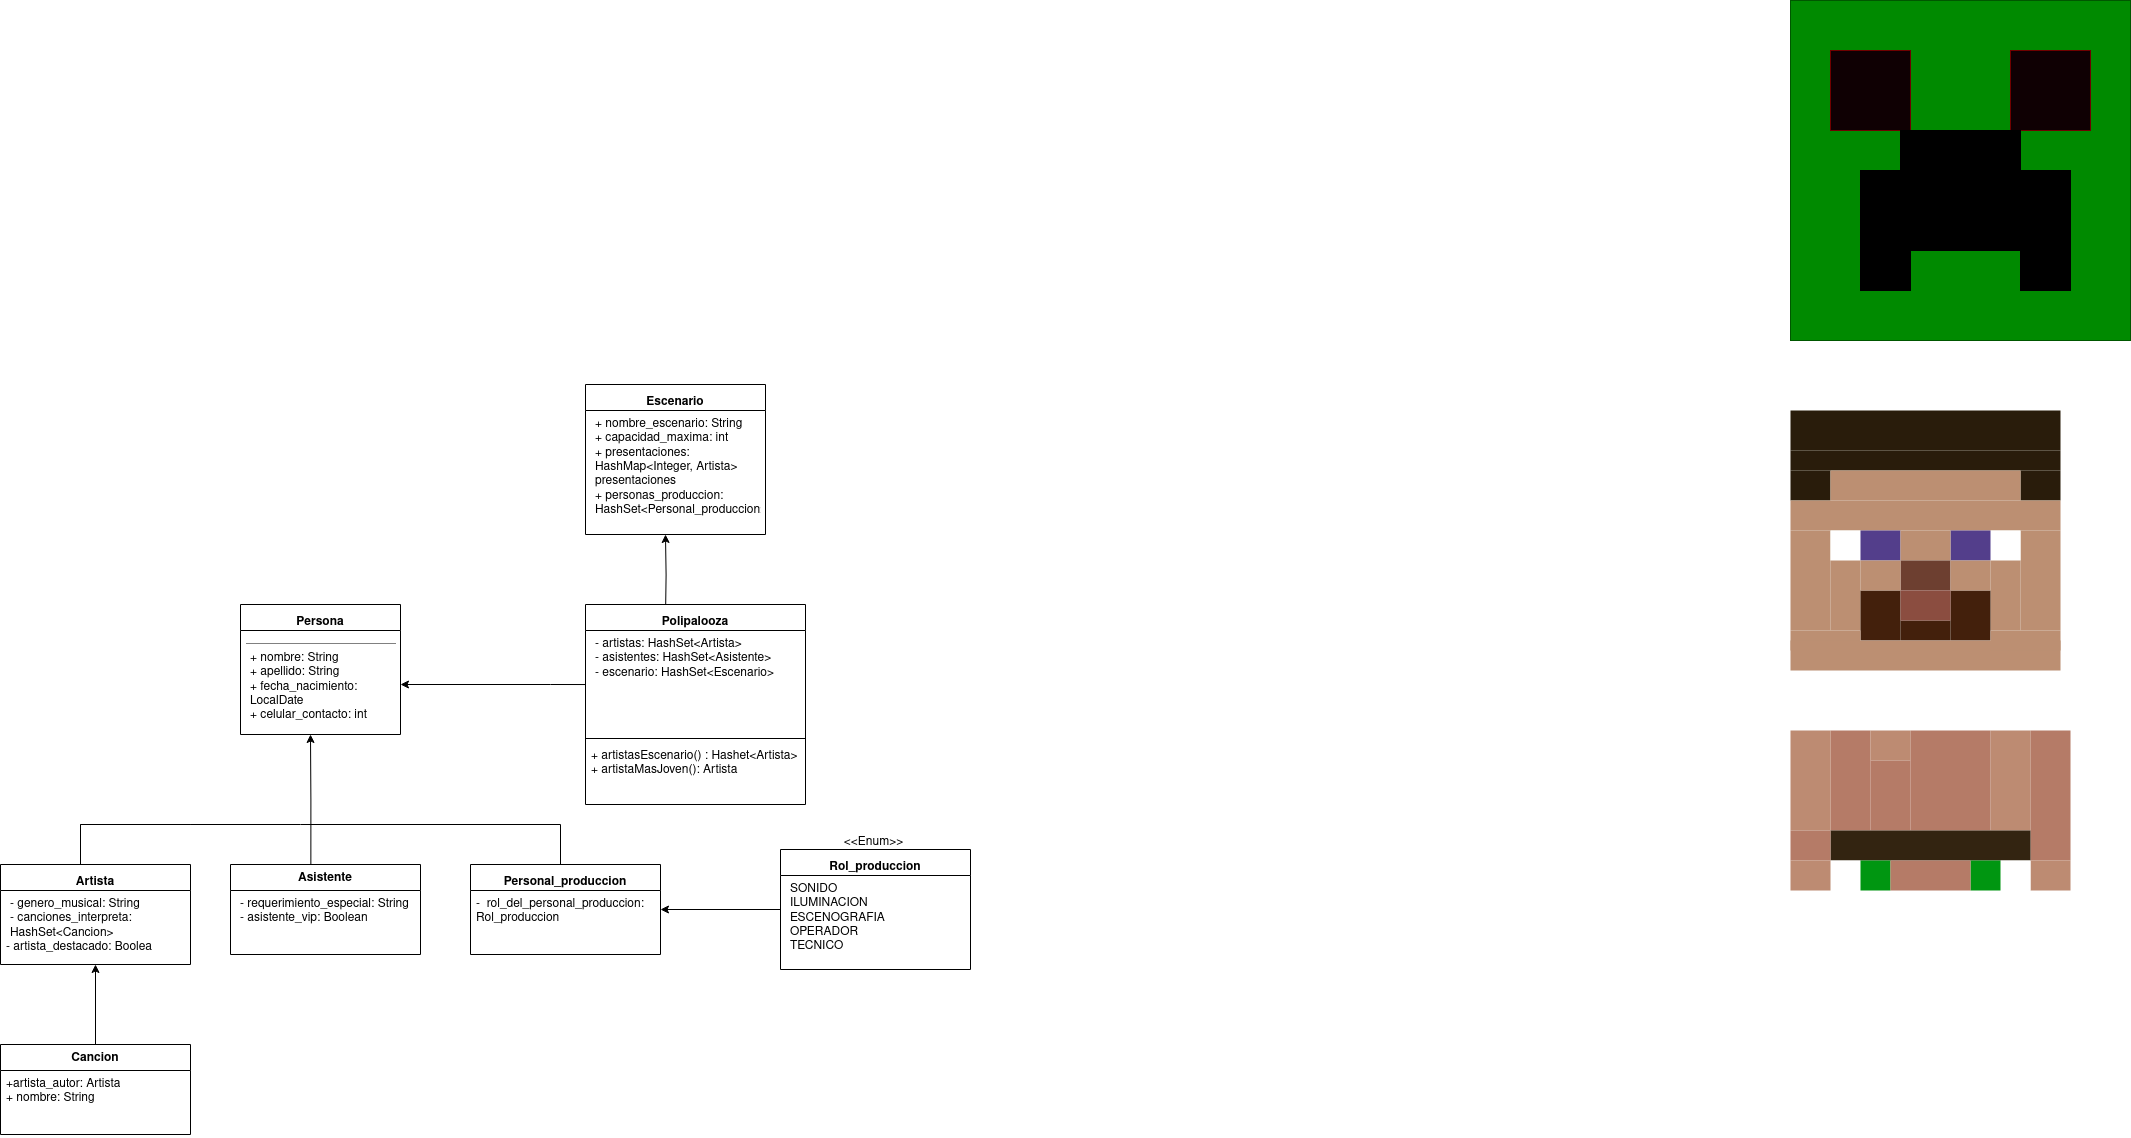 Escenario
+ nombre_escenario: String
+ capacidad_maxima: int
+ presentaciones:
HashMap<Integer, Artista>
presentaciones
+ personas_produccion:
HashSet<Personal_produccion
Persona
+ nombre: String
+ apellido: String
+ fecha_nacimiento:
LocalDate
+ celular_contacto: int
Polipalooza
- artistas: HashSet<Artista>
- asistentes: HashSet<Asistente>
- escenario: HashSet<Escenario>
+ artistasEscenario() : Hashet<Artista>
+ artistaMasJoven(): Artista
Artista
- genero_musical: String
- canciones_interpreta:
HashSet<Cancion>
- artista_destacado: Boolea
Asistente
- requerimiento_especial: String
- asistente_vip: Boolean
Personal_produccion
- rol_del_personal_produccion:
Rol_produccion
<<Enum>>
Rol_produccion
SONIDO
ILUMINACION
ESCENOGRAFIA
OPERADOR
TECNICO
Cancion
+artista_autor: Artista
+ nombre: String